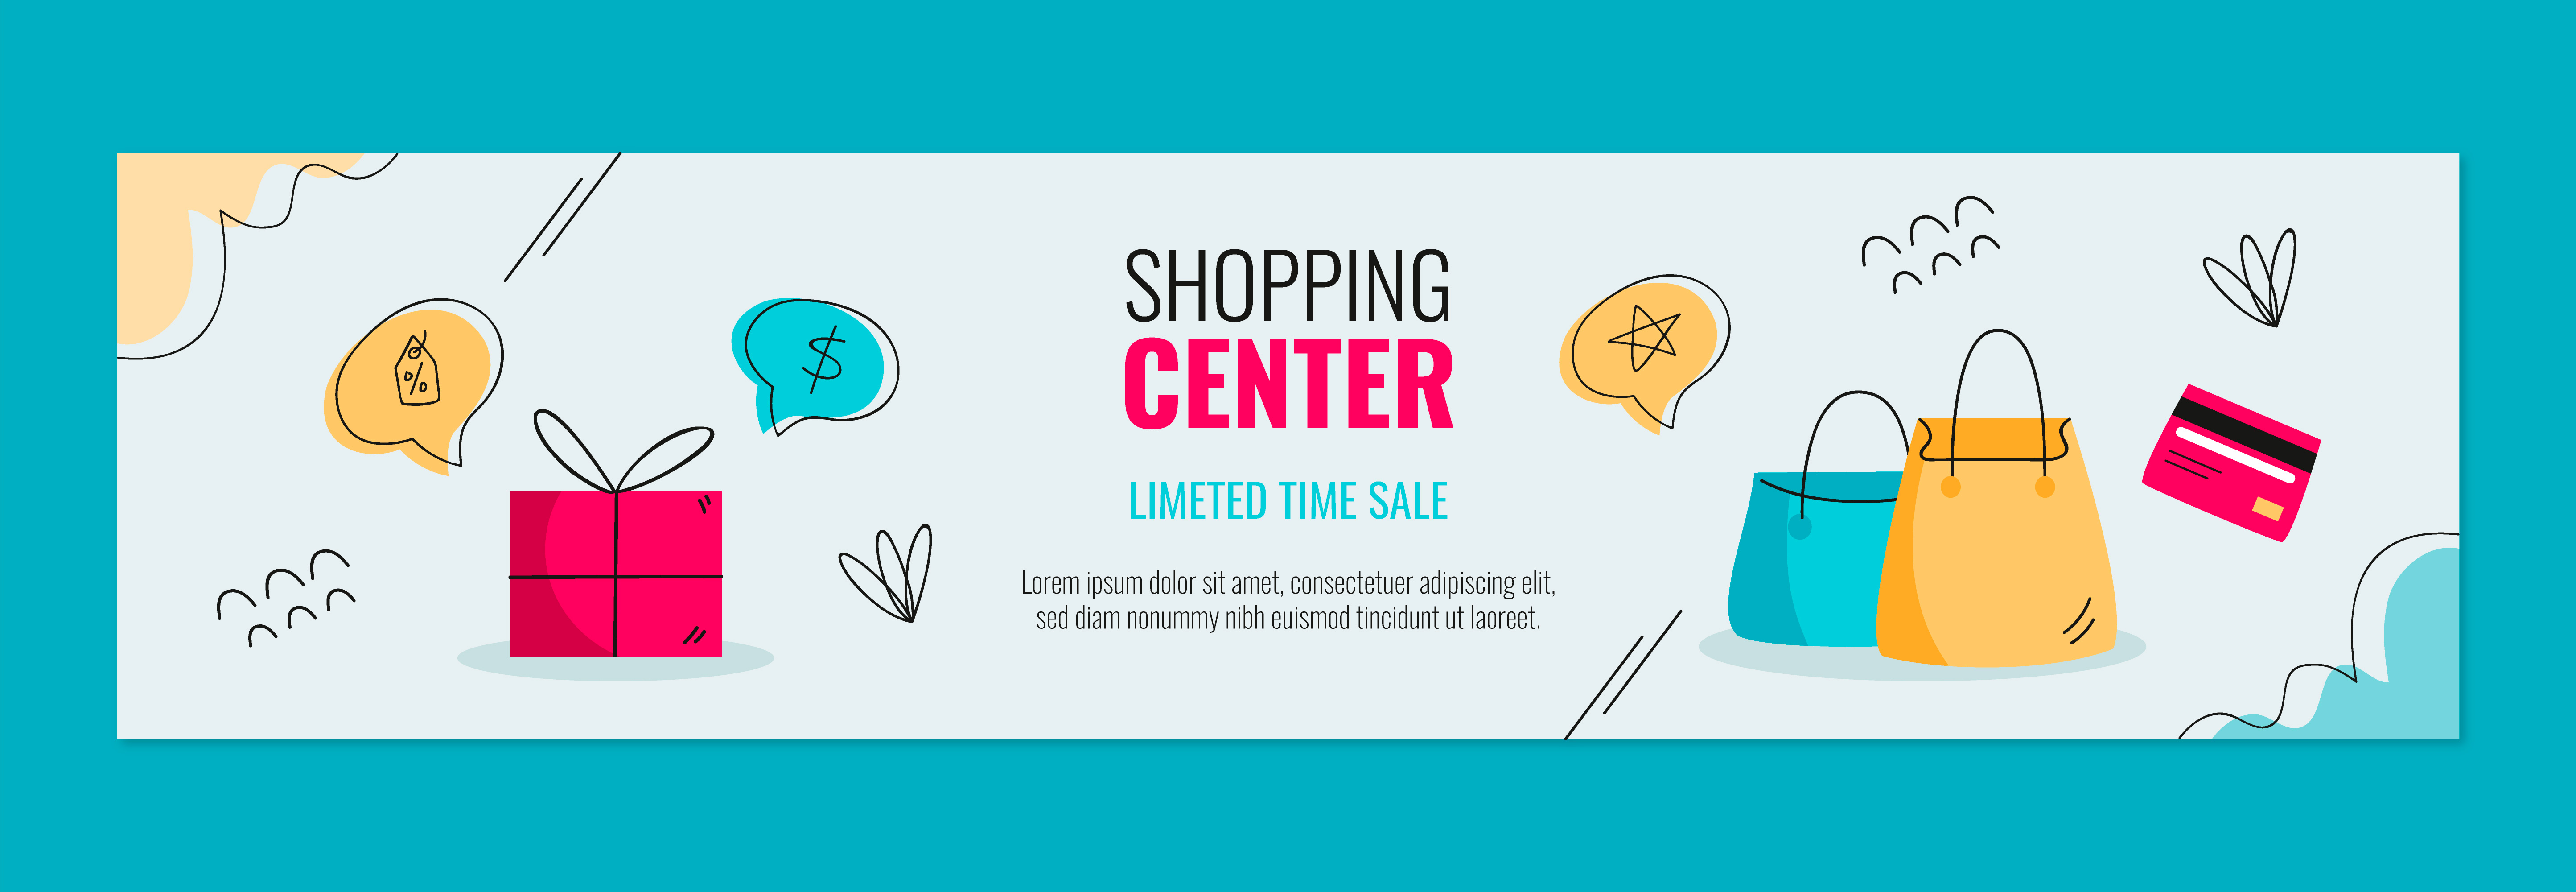 %
$
SHOPPING
CENTER
LIMETED TIME SALE
Lorem ipsum dolor sit amet, consectetuer adipiscing elit,
sed diam nonummy nibh euismod tincidunt ut laoreet.